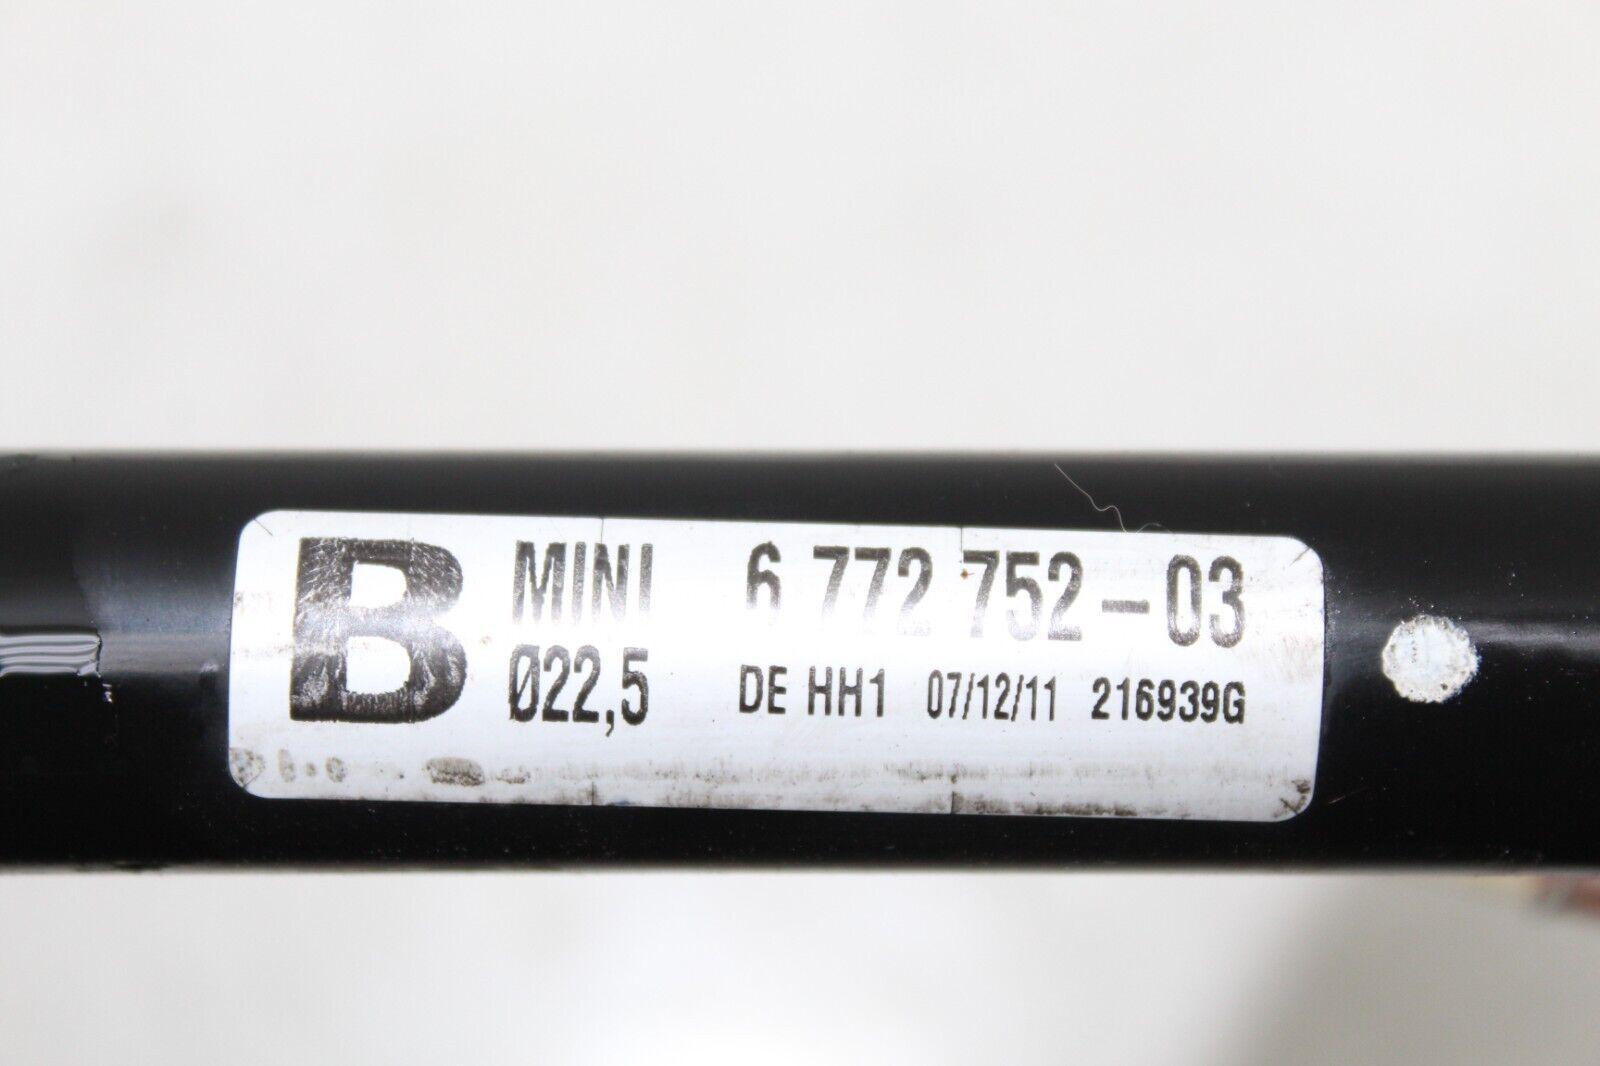 B MINI 6 772 752-03
Ø22,5 DE HH1 07/12/11 216939G